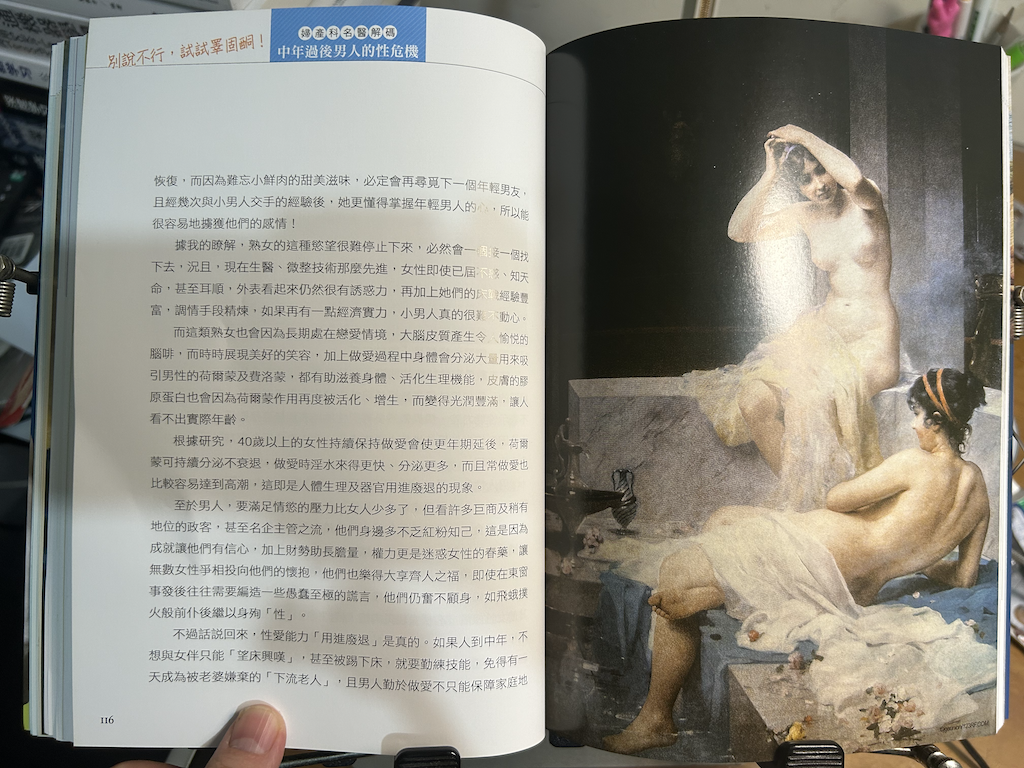 別說不行，試試睪固酮！
婦產科名醫解碼
中年過後男人的性危機
恢復，而因為難忘小鮮肉的甜美滋味，必定會再尋覓下一個年輕男友，
且經幾次與小男人交手的經驗後，她更懂得掌握年輕男人的心，所以能
很容易地擄獲他們的感情！
據我的瞭解，熟女的這種慾望很難停止下來，必然會一個接一個找
下去，況且，現在生醫、微整技術那麼先進，女性即使已屆不惑、知天
命，甚至耳順，外表看起來仍然很有誘惑力，再加上她們的床戰經驗豐
富，調情手段精煉，如果再有一點經濟實力，小男人真的很難不動心。
而這類熟女也會因為長期處在戀愛情境，大腦皮質產生令人愉悅的
腦啡，而時時展現美好的笑容，加上做愛過程中身體會分泌大量用來吸
引男性的荷爾蒙及費洛蒙，都有助滋養身體、活化生理機能，皮膚的膠
原蛋白也會因為荷爾蒙作用再度被活化、增生，而變得光潤豐滿，讓人
看不出實際年齡。
根據研究，40歲以上的女性持續保持做愛會使更年期延後，荷爾
蒙可持續分泌不衰退，做愛時淫水來得更快、分泌更多，而且常做愛也
比較容易達到高潮，這即是人體生理及器官用進廢退的現象。
至於男人，要滿足情慾的壓力比女人少多了，但看許多巨商及稍有
地位的政客，甚至名企主管之流，他們身邊多不乏紅粉知己，這是因為
成就讓他們有信心，加上財勢助長膽量，權力更是迷惑女性的春藥，讓
無數女性爭相投向他們的懷抱，他們也樂得大享齊人之福，即使在東窗
事發後往往需要編造一些愚蠢至極的謊言，他們仍奮不顧身，如飛蛾撲
火般前仆後繼以身殉「性」。
不過話說回來，性愛能力「用進廢退」是真的。如果人到中年，不
想與女伴只能「望床興嘆」，甚至被踢下床，就要勤練技能，免得有一
天成為被老婆嫌棄的「下流老人」，且男人勤於做愛不只能保障家庭地
116